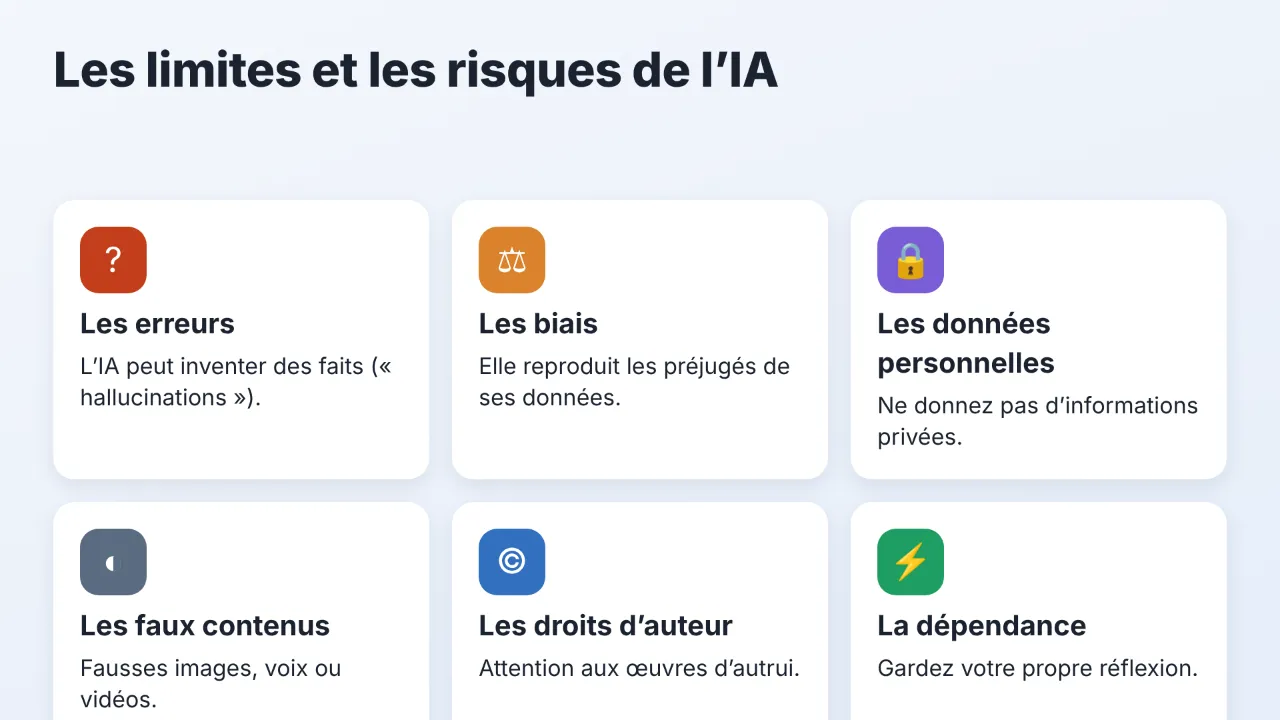 Les limites et les risques de l’IA
?
Les erreurs
L’IA peut inventer des faits («
hallucinations »).
Les biais
Elle reproduit les préjugés de
ses données.
Les données
personnelles
Ne donnez pas d’informations
privées.
Les faux contenus
Fausses images, voix ou
vidéos.
©
Les droits d’auteur
Attention aux œuvres d’autrui.
La dépendance
Gardez votre propre réflexion.